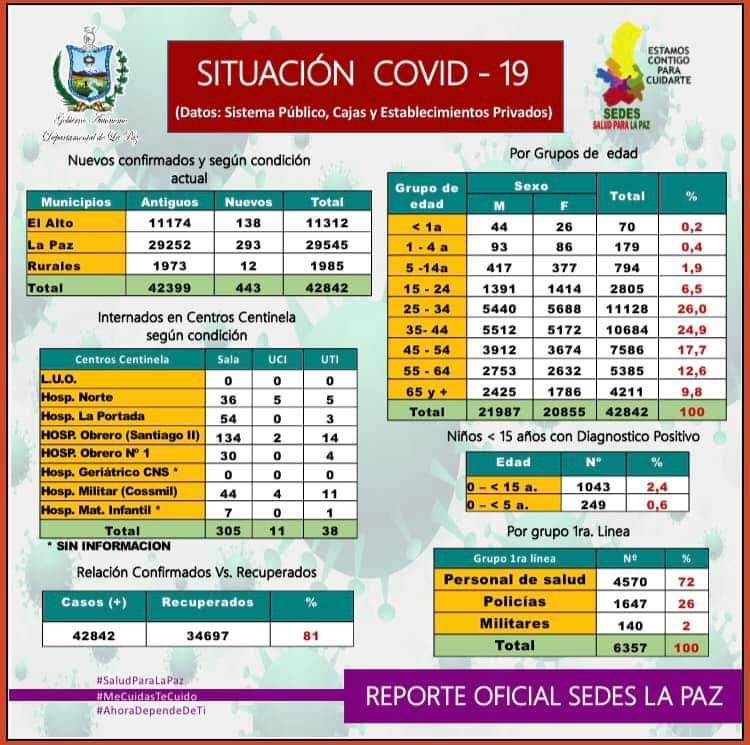 SITUACIÓN COVID - 19
(Datos: Sistema Público, Cajas y Establecimientos Privados)
Gobierno Autónomo
Departamental de La Paz
ESTAMOS
CONTIGO
PARA
CUIDARTE
SEDES
SALUD PARA LA PAZ
Nuevos confirmados y según condición
actual
Municipios Antiguos Nuevos Total
El Alto 11174 138 11312
La Paz 29252 293 29545
Rurales 1973 12 1985
Total 42399 443 42842
Internados en Centros Centinela
según condición
Centros Centinela Sala UCI UTI
L.U.O. 0 0 0
Hosp. Norte 36 5 5
Hosp. La Portada 54 0 3
HOSP. Obrero (Santiago II) 134 2 14
HOSP. Obrero Nº 1 30 0 4
Hosp. Geriátrico CNS * 0 0 0
Hosp. Militar (Cossmil) 44 4 11
Hosp. Mat. Infantil * 7 0 1
Total 305 11 38
* SIN INFORMACION
Relación Confirmados Vs. Recuperados
Casos (+) Recuperados %
42842 34697 81
Por Grupos de edad
Grupo de edad Sexo Total %
M F
< 1a 44 26 70 0,2
1 - 4 a 93 86 179 0,4
5 -14a 417 377 794 1,9
15 - 24 1391 1414 2805 6,5
25 - 34 5440 5688 11128 26,0
35- 44 5512 5172 10684 24,9
45 - 54 3912 3674 7586 17,7
55 - 64 2753 2632 5385 12,6
65 y + 2425 1786 4211 9,8
Total 21987 20855 42842 100
Niños < 15 años con Diagnostico Positivo
Edad Nº %
0 – < 15 a. 1043 2,4
0 – < 5 a. 249 0,6
Por grupo 1ra. Linea
Grupo 1ra línea Nº %
Personal de salud 4570 72
Policías 1647 26
Militares 140 2
Total 6357 100
#SaludParaLaPaz
#MeCuidasTeCuido
#AhoraDependeDeTi
REPORTE OFICIAL SEDES LA PAZ